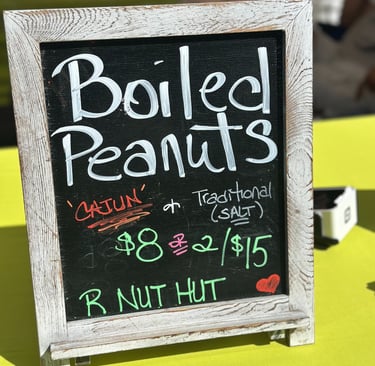 Boiled
Peanuts
'CAJUN' + Traditional
(SALT)
$8 OR 2/$15
R NUT HUT